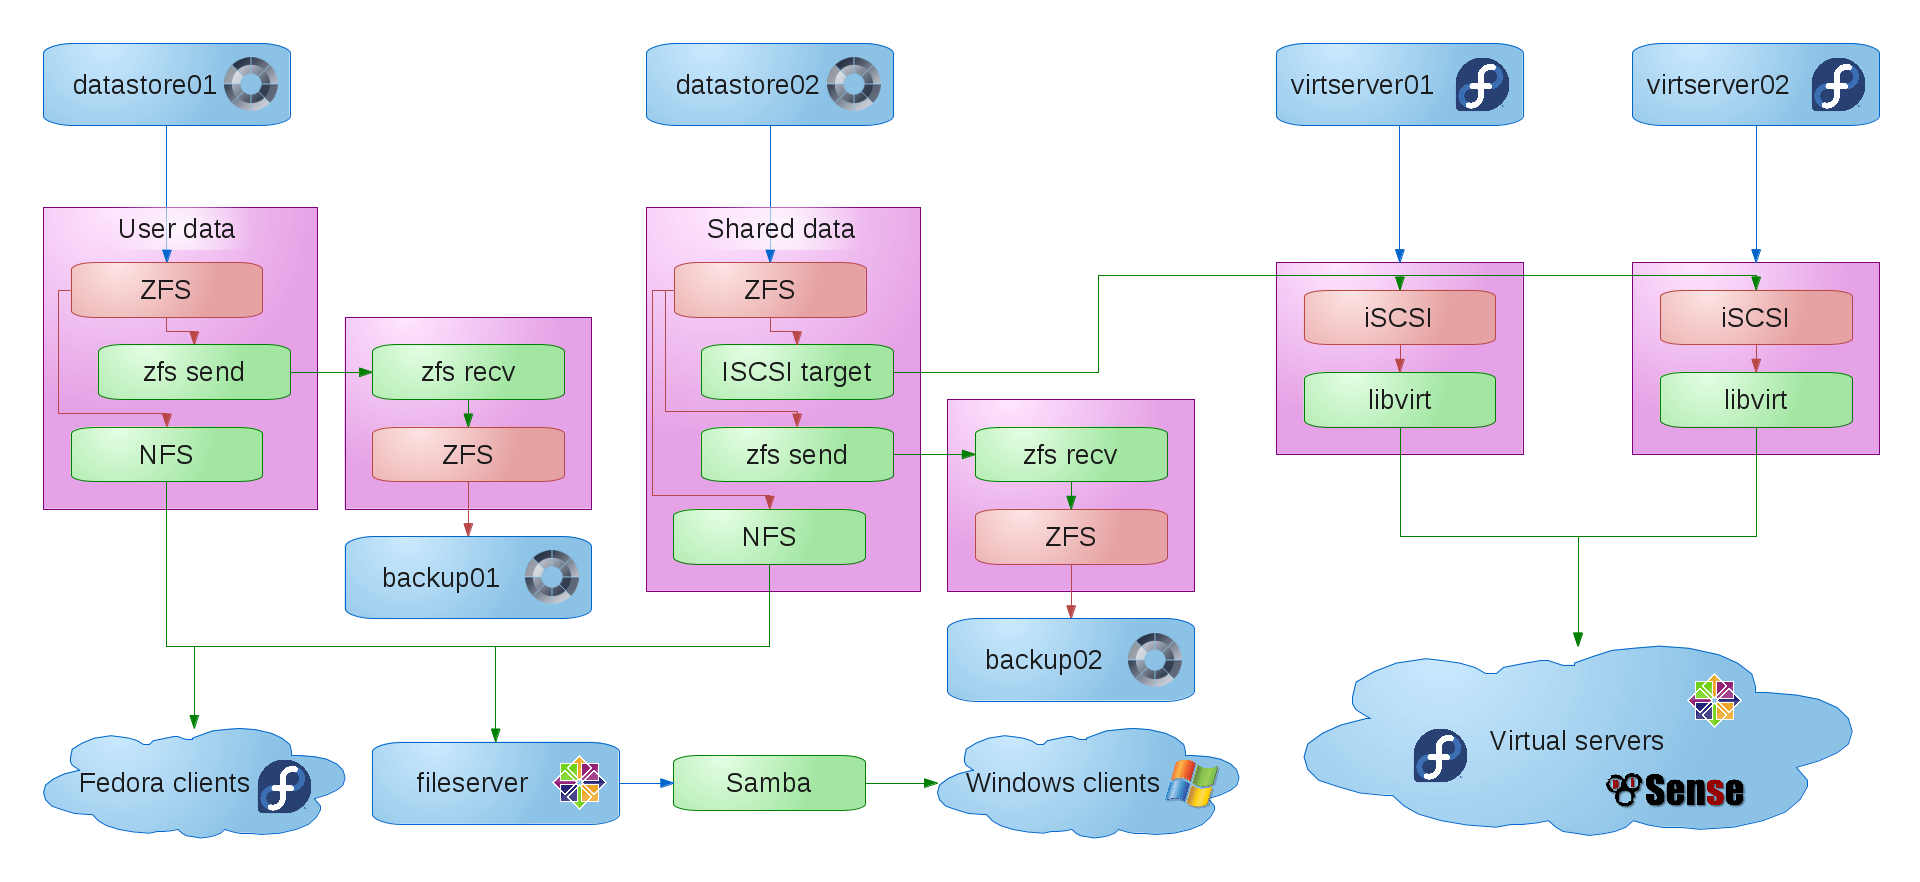 datastore01
datastore02
virtserver01
virtserver02
User data
Shared data
ZFS
ZFS
iSCSI
iSCSI
zfs send
zfs recv
ISCSI target
libvirt
libvirt
NFS
ZFS
zfs send
zfs recv
NFS
ZFS
backup01
backup02
Fedora clients
fileserver
Samba
Windows clients
Virtual servers
Sense